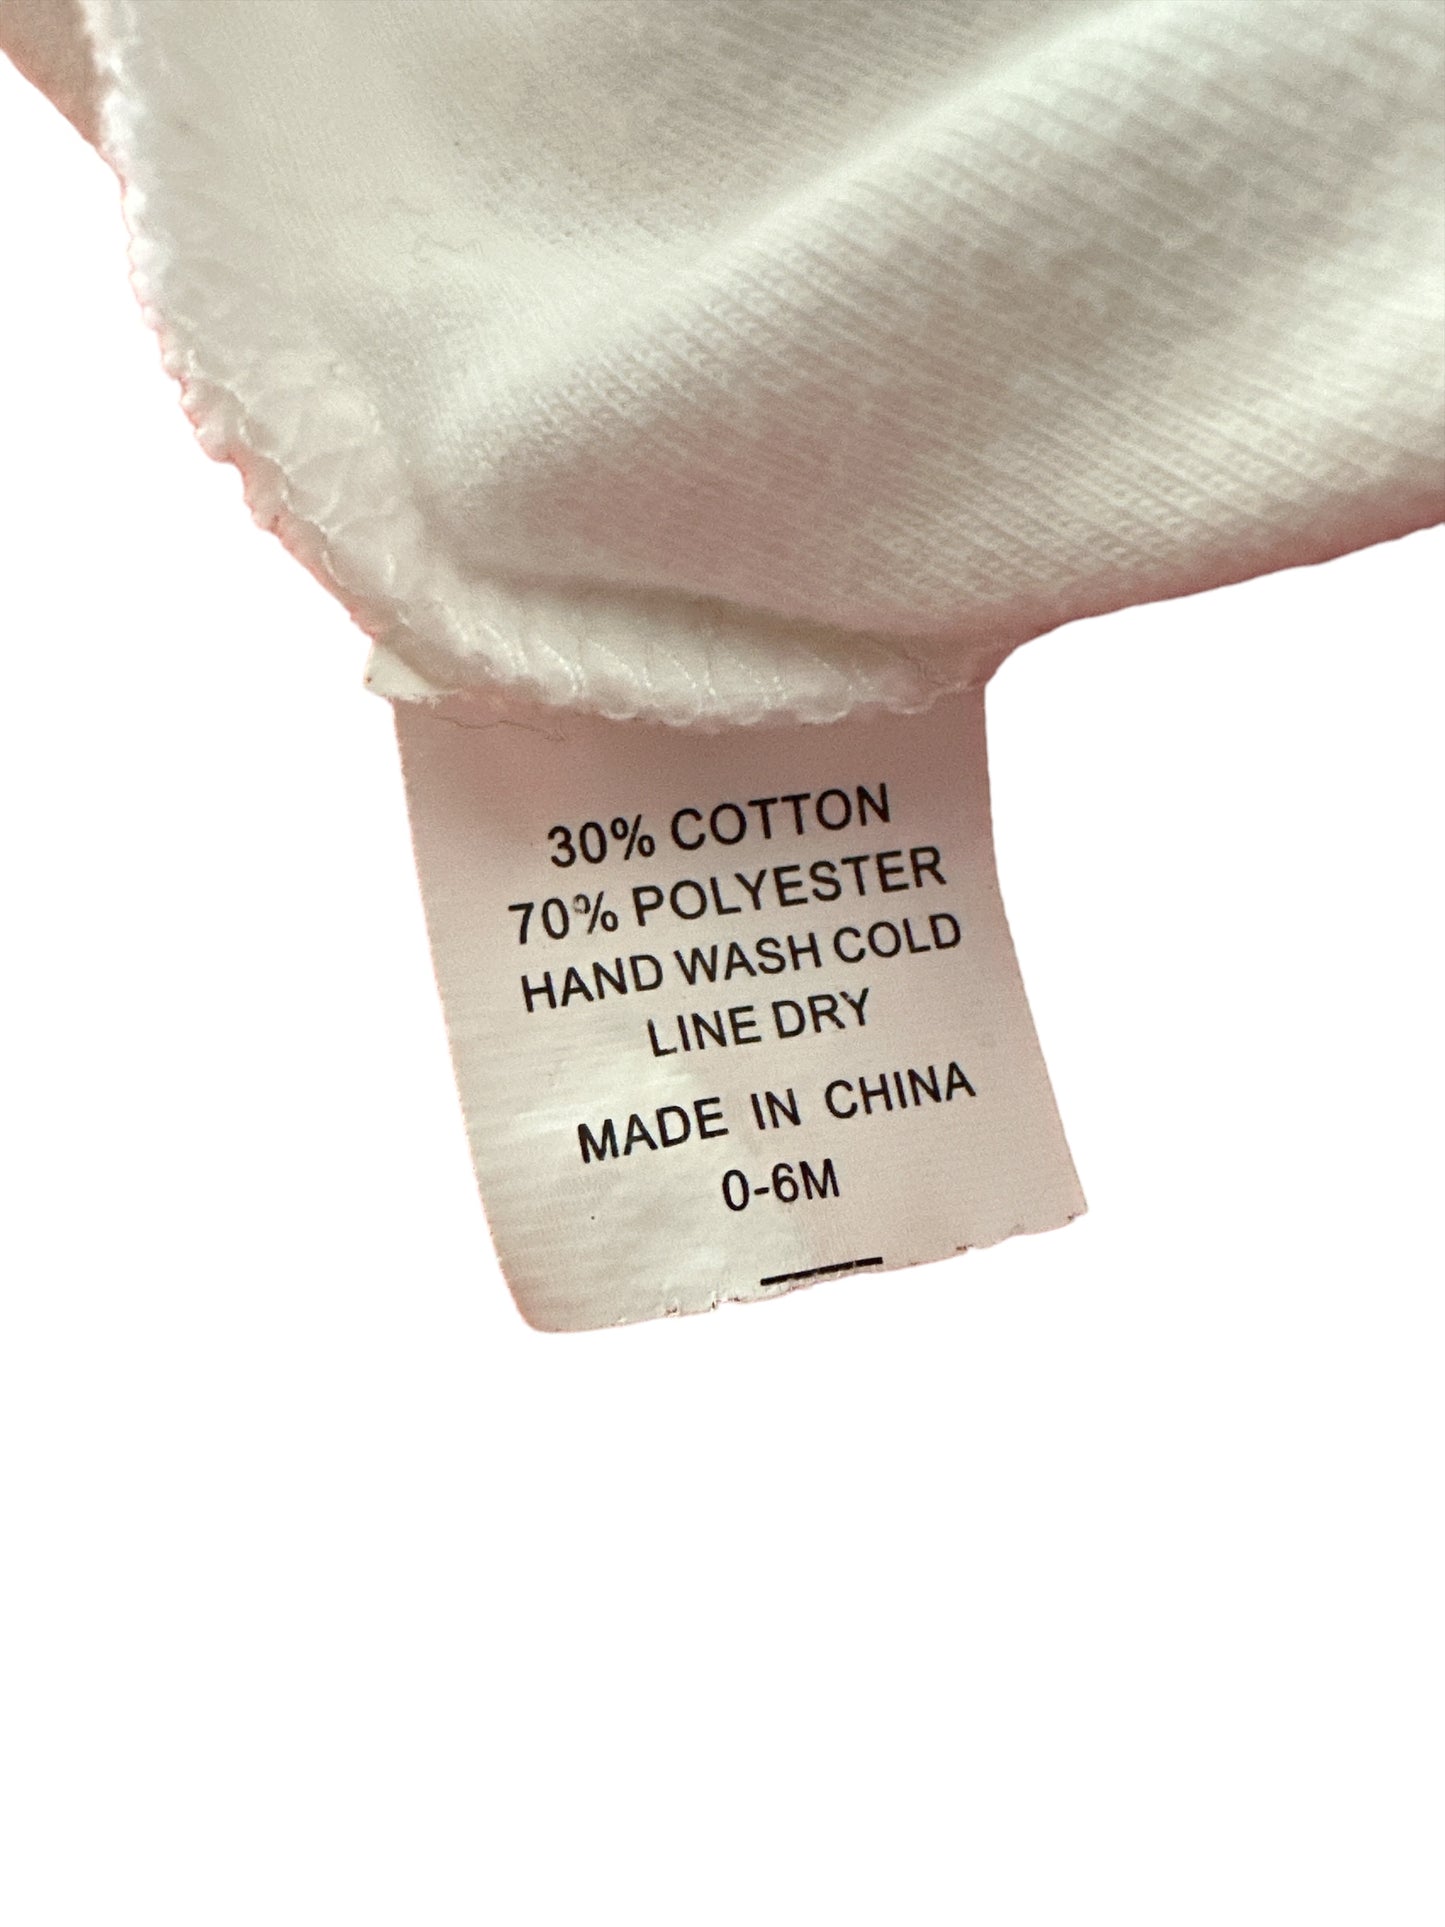 30% COTTON
70% POLYESTER
HAND WASH COLD
LINE DRY
MADE IN CHINA
0-6M